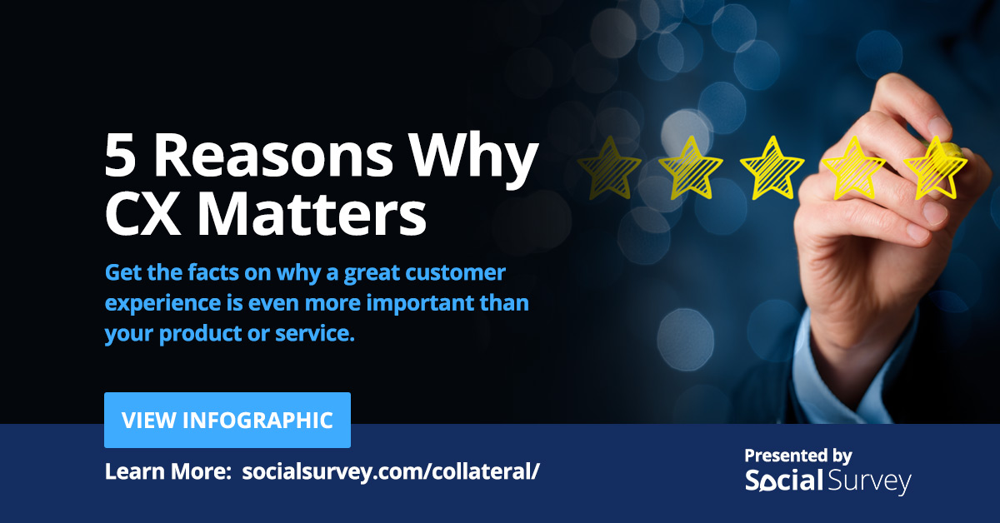 5 Reasons Why
CX Matters
Get the facts on why a great customer
experience is even more important than
your product or service.
VIEW INFOGRAPHIC
Learn More: socialsurvey.com/collateral/
Presented by
SocialSurvey